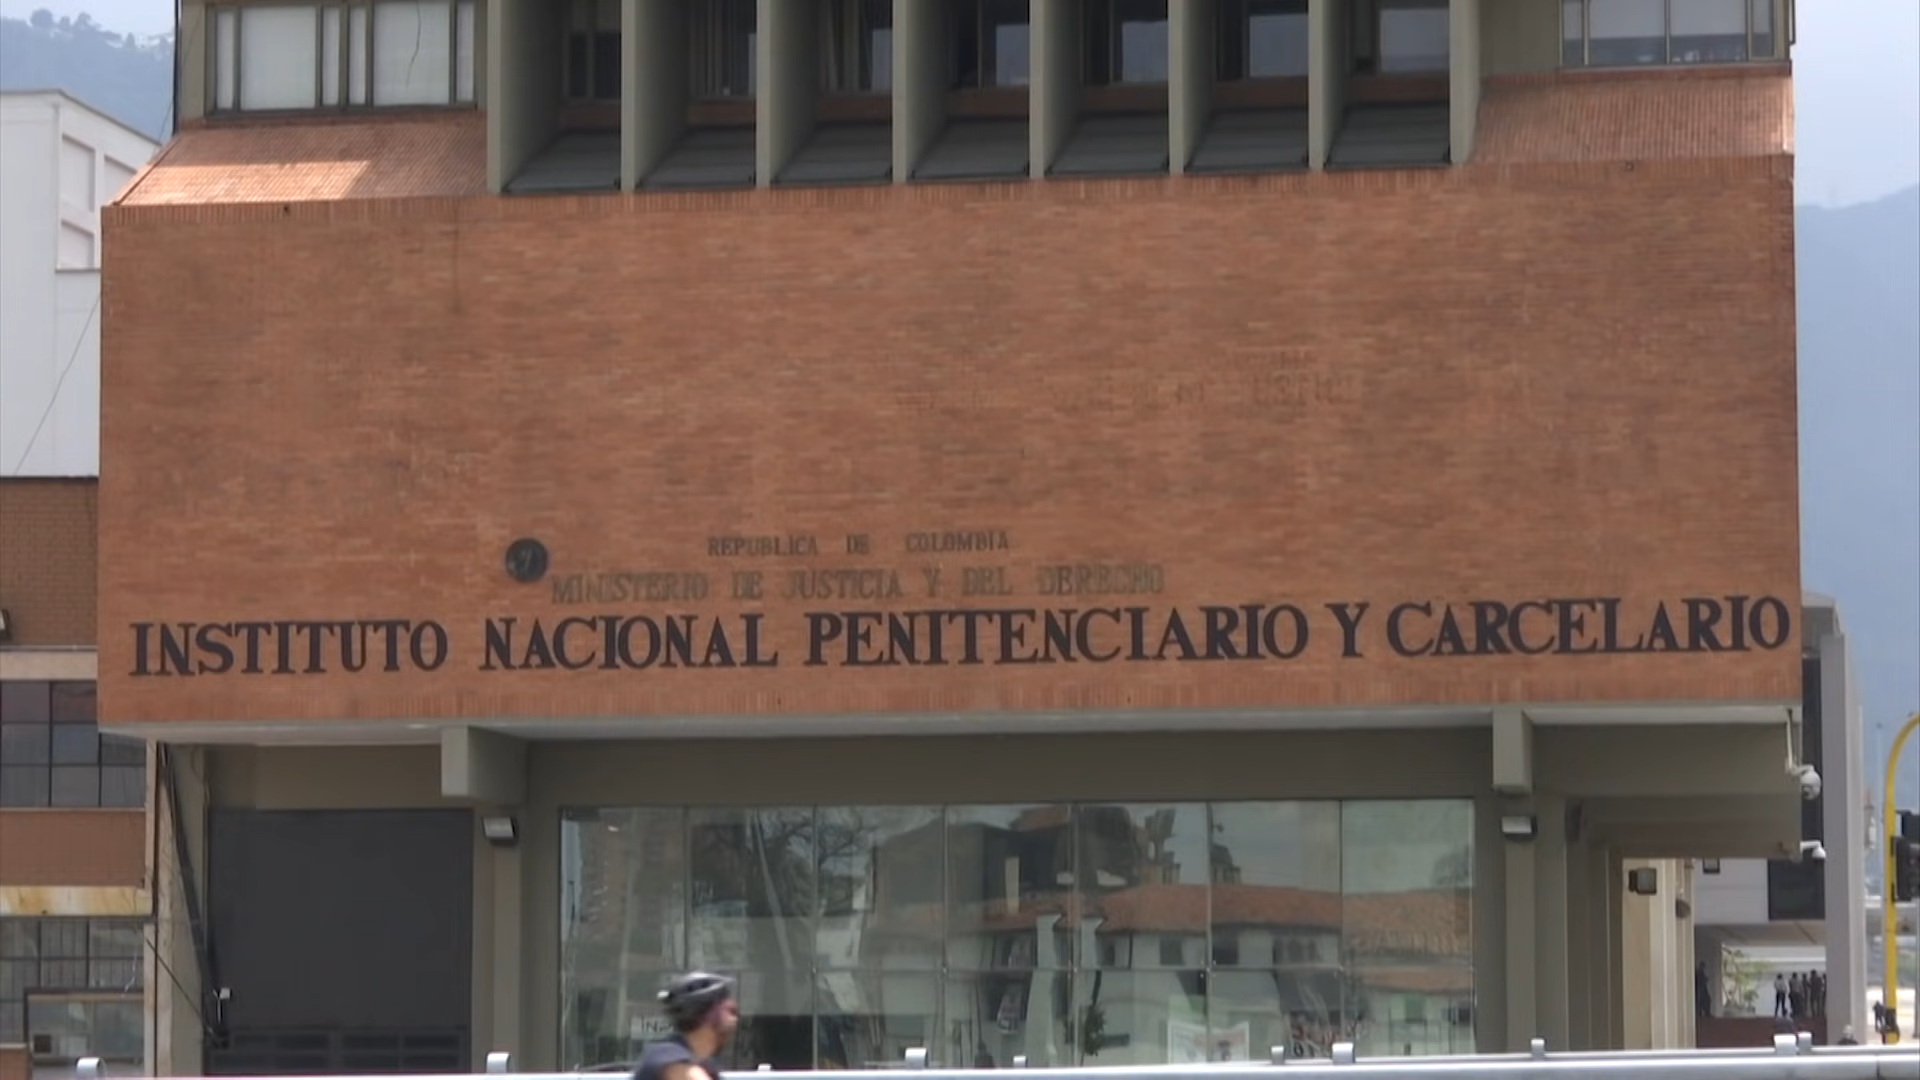 REPUBLICA DE COLOMBIA
MINISTERIO DE JUSTICIA Y DEL DERECHO
INSTITUTO NACIONAL PENITENCIARIO Y CARCELARIO